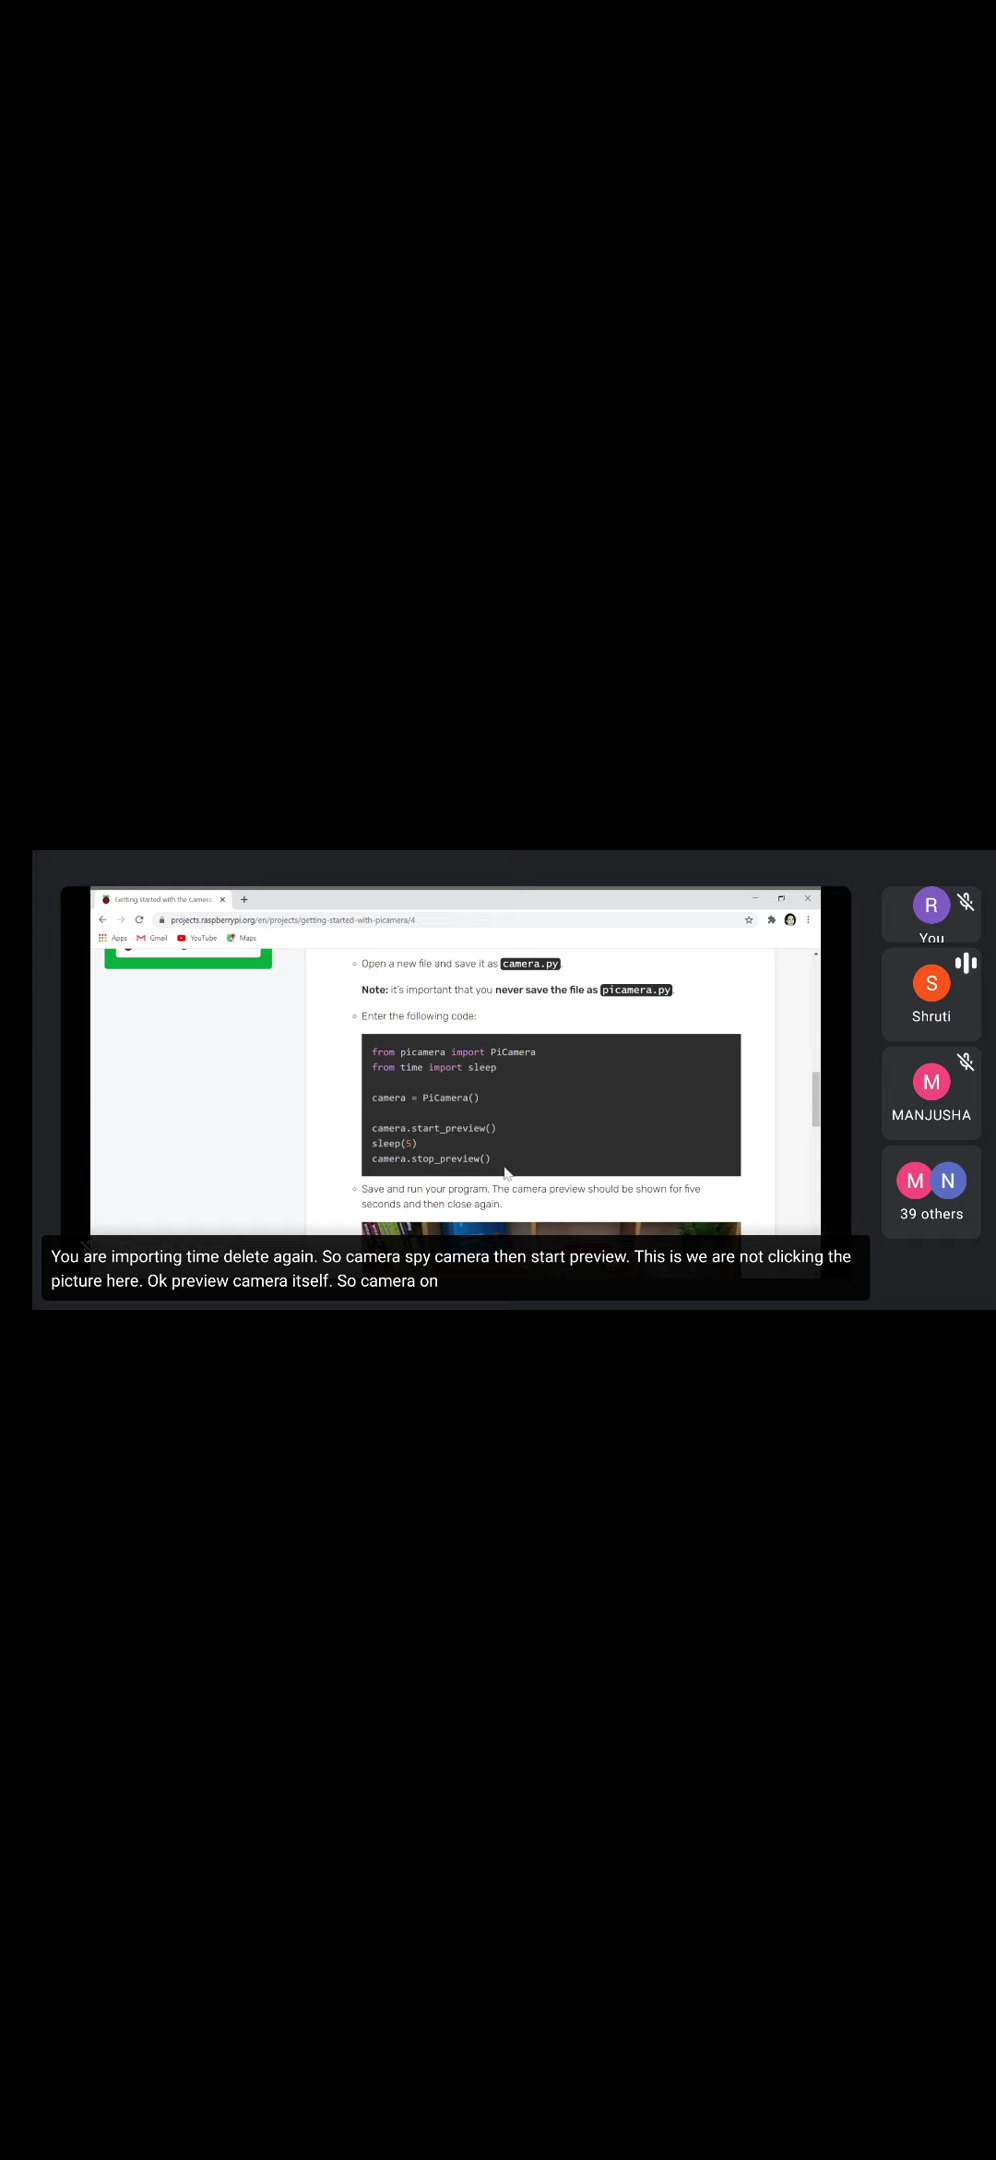 Getting started with the Camera
projects.raspberrypi.org/en/projects/getting-started-with-picamera/4
Apps Gmail YouTube Maps
Open a new file and save it as camera.py.
Note: it's important that you never save the file as picamera.py.
Enter the following code:
from picamera import PiCamera
from time import sleep
camera = PiCamera()
camera.start_preview()
sleep(5)
camera.stop_preview()
Save and run your program. The camera preview should be shown for five
seconds and then close again.
You are importing time delete again. So camera spy camera then start preview. This is we are not clicking the
picture here. Ok preview camera itself. So camera on
R
You
S
Shruti
M
MANJUSHA
M N
39 others